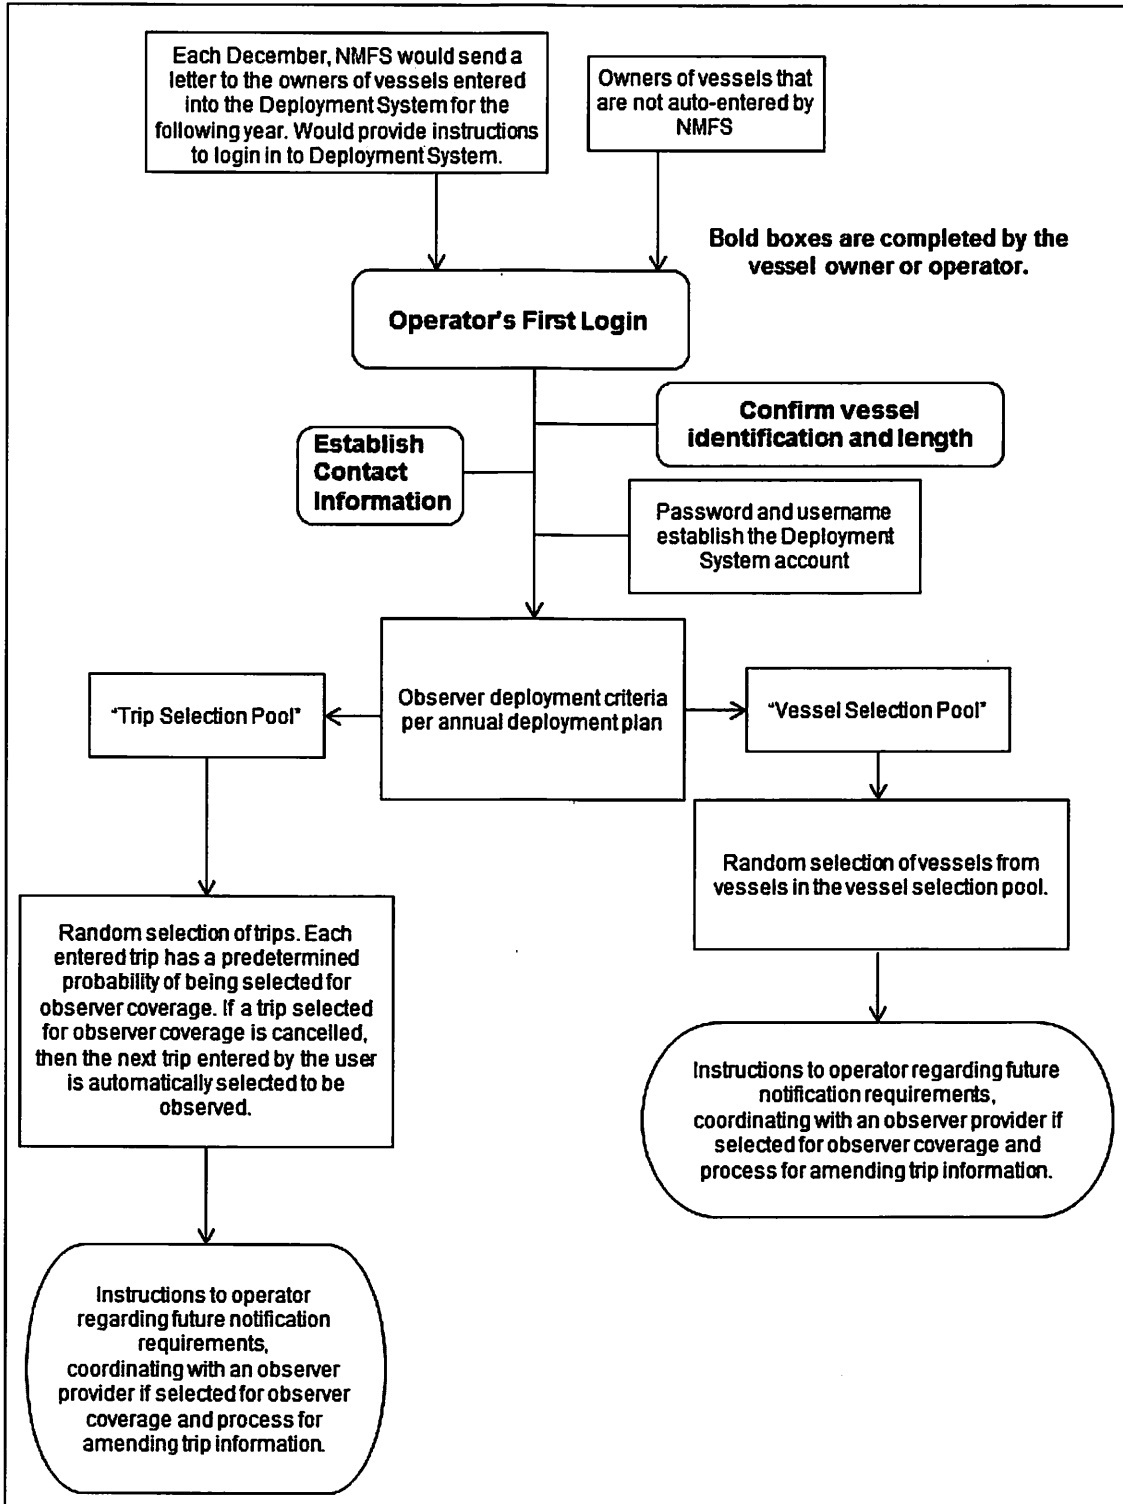 Each December, NMFS would send a
letter to the owners of vessels entered
into the Deployment System for the
following year. Would provide instructions
to login in to Deployment System.
Owners of vessels that
are not auto-entered by
NMFS
Bold boxes are completed by the
vessel owner or operator.
Operator's First Login
Confirm vessel
identification and length
Establish
Contact
Information
Password and username
establish the Deployment
System account
Observer deployment criteria
per annual deployment plan
"Trip Selection Pool"
"Vessel Selection Pool"
Random selection of vessels from
vessels in the vessel selection pool.
Random selection of trips. Each
entered trip has a predetermined
probability of being selected for
observer coverage. If a trip selected
for observer coverage is cancelled,
then the next trip entered by the user
is automatically selected to be
observed.
Instructions to operator regarding future
notification requirements,
coordinating with an observer provider if
selected for observer coverage and
process for amending trip information.
Instructions to operator
regarding future notification
requirements,
coordinating with an observer
provider if selected for observer
coverage and process for
amending trip information.